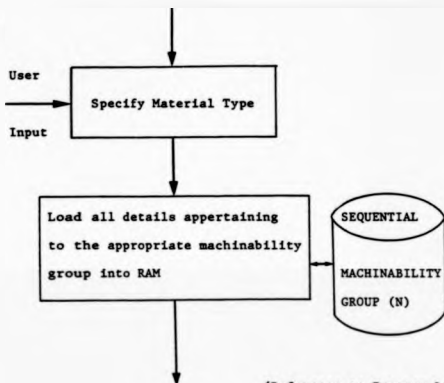 User
Input
Specify Material Type
Load all details appertaining
to the appropriate machinability
group into RAM
SEQUENTIAL
MACHINABILITY
GROUP (N)